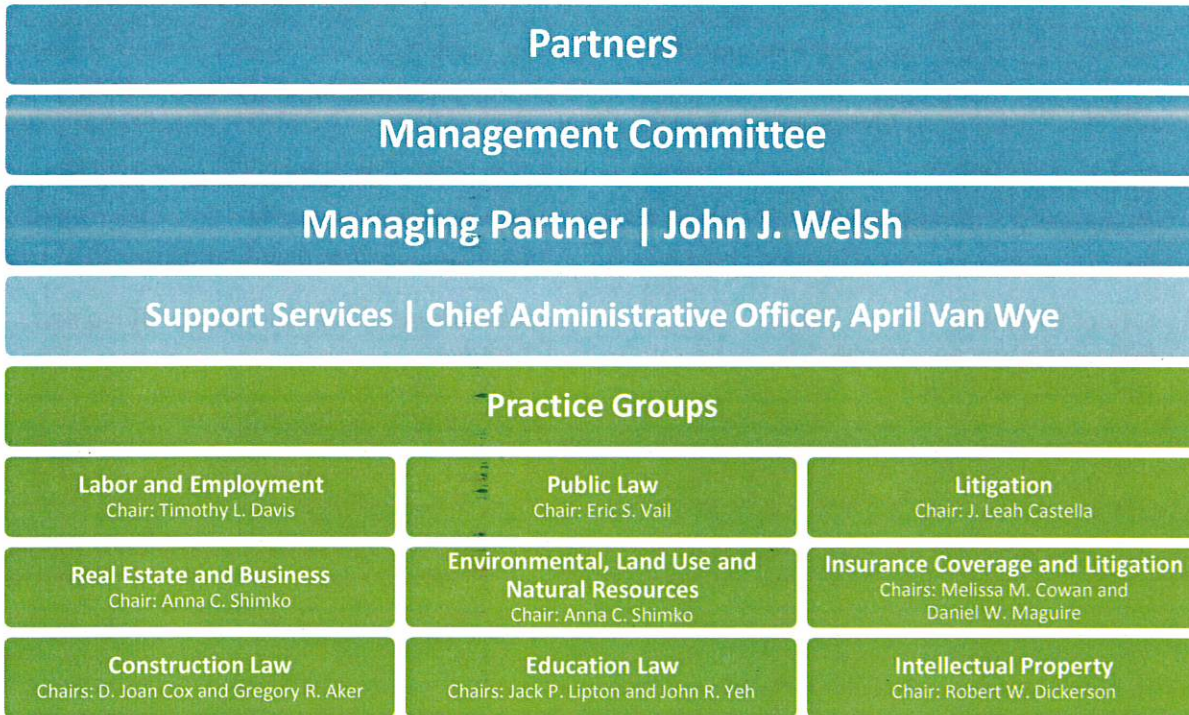 Partners
Management Committee
Managing Partner | John J. Welsh
Support Services | Chief Administrative Officer, April Van Wye
Practice Groups
Labor and Employment
Chair: Timothy L. Davis
Public Law
Chair: Eric S. Vail
Litigation
Chair: J. Leah Castella
Real Estate and Business
Chair: Anna C. Shimko
Environmental, Land Use and
Natural Resources
Chair: Anna C. Shimko
Insurance Coverage and Litigation
Chairs: Melissa M. Cowan and
Daniel W. Maguire
Construction Law
Chairs: D. Joan Cox and Gregory R. Aker
Education Law
Chairs: Jack P. Lipton and John R. Yeh
Intellectual Property
Chair: Robert W. Dickerson